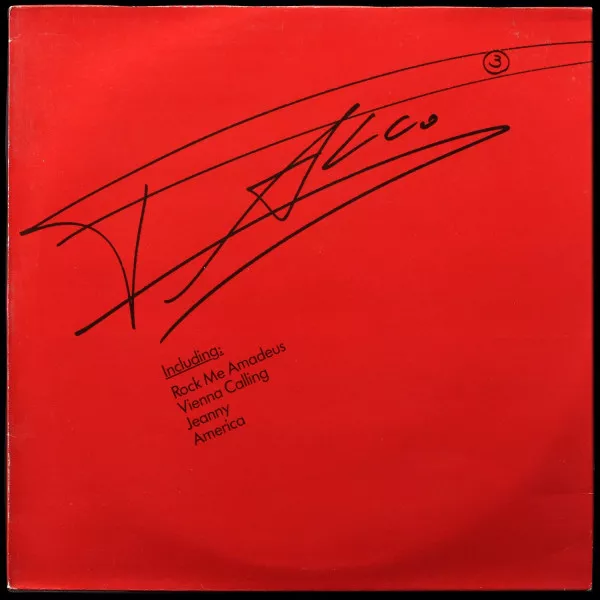 3
Falco
Including:
Rock Me Amadeus
Vienna Calling
Jeanny
America